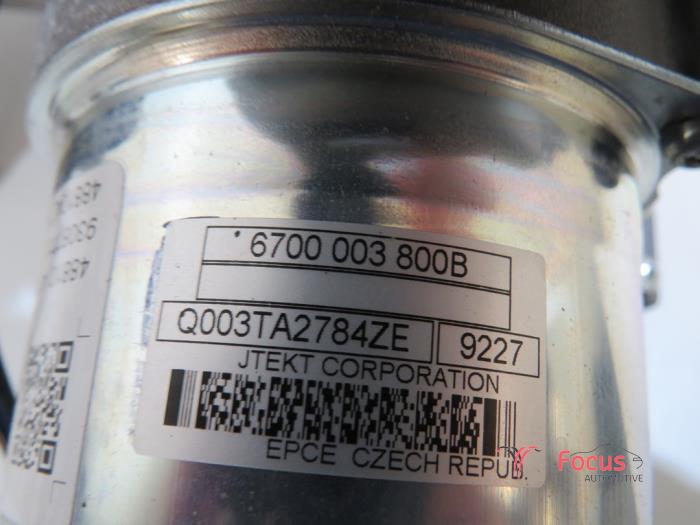 *6700 003 800B
Q003TA2784ZE 9227
JTEKT CORPORATION
EPCE CZECH REPUB.
Focus
AUTOMOTIVE